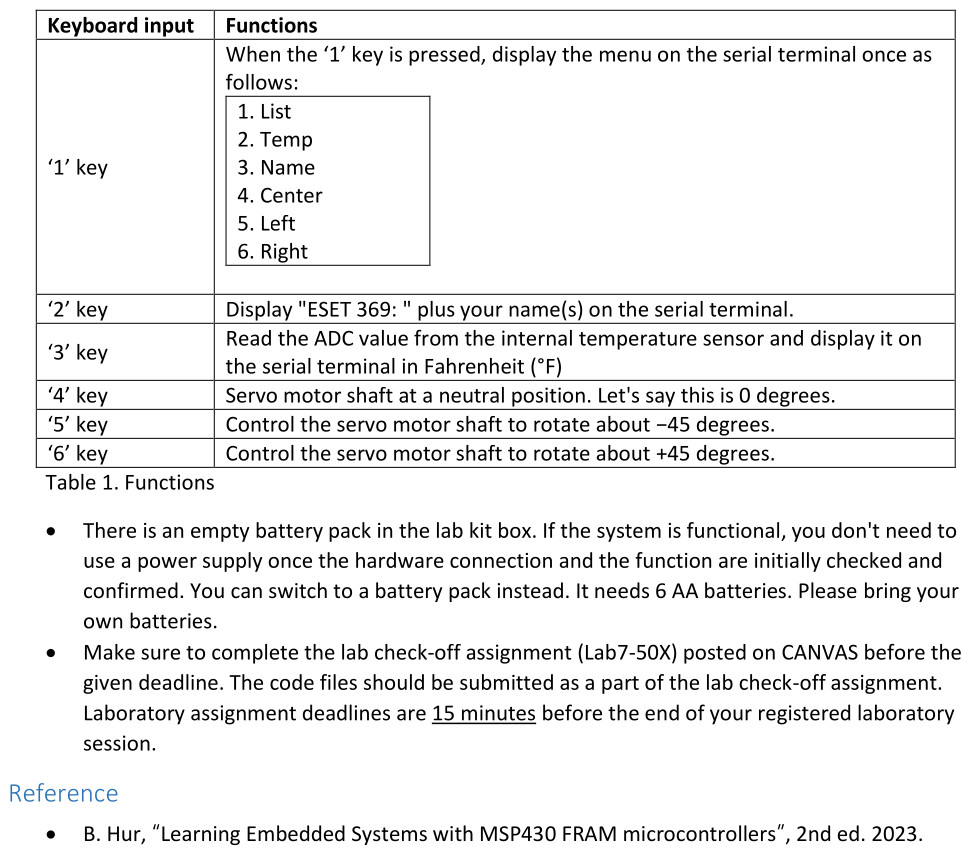 Keyboard input Functions
When the ‘1’ key is pressed, display the menu on the serial terminal once as
follows:
1. List
2. Temp
‘1’ key 3. Name
4. Center
5. Left
6. Right
‘2’ key Display "ESET 369: " plus your name(s) on the serial terminal.
‘3’ key Read the ADC value from the internal temperature sensor and display it on
the serial terminal in Fahrenheit (°F)
‘4’ key Servo motor shaft at a neutral position. Let's say this is 0 degrees.
‘5’ key Control the servo motor shaft to rotate about −45 degrees.
‘6’ key Control the servo motor shaft to rotate about +45 degrees.
Table 1. Functions
• There is an empty battery pack in the lab kit box. If the system is functional, you don't need to
use a power supply once the hardware connection and the function are initially checked and
confirmed. You can switch to a battery pack instead. It needs 6 AA batteries. Please bring your
own batteries.
• Make sure to complete the lab check-off assignment (Lab7-50X) posted on CANVAS before the
given deadline. The code files should be submitted as a part of the lab check-off assignment.
Laboratory assignment deadlines are 15 minutes before the end of your registered laboratory
session.
Reference
• B. Hur, “Learning Embedded Systems with MSP430 FRAM microcontrollers”, 2nd ed. 2023.